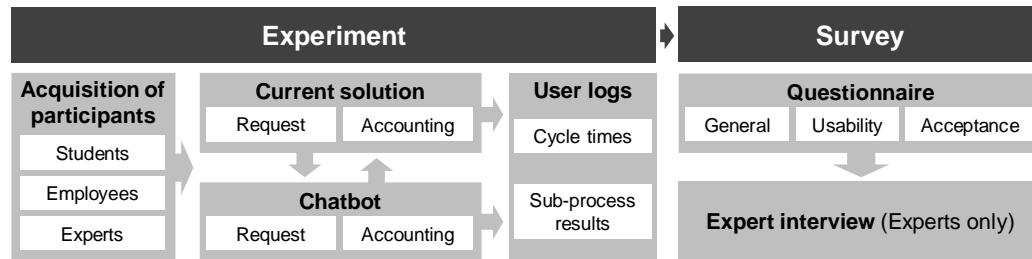 Experiment
Survey
Acquisition of
participants
Students
Employees
Experts
Current solution
Request
Accounting
Chatbot
Request
Accounting
User logs
Cycle times
Sub-process
results
Questionnaire
General
Usability
Acceptance
Expert interview (Experts only)